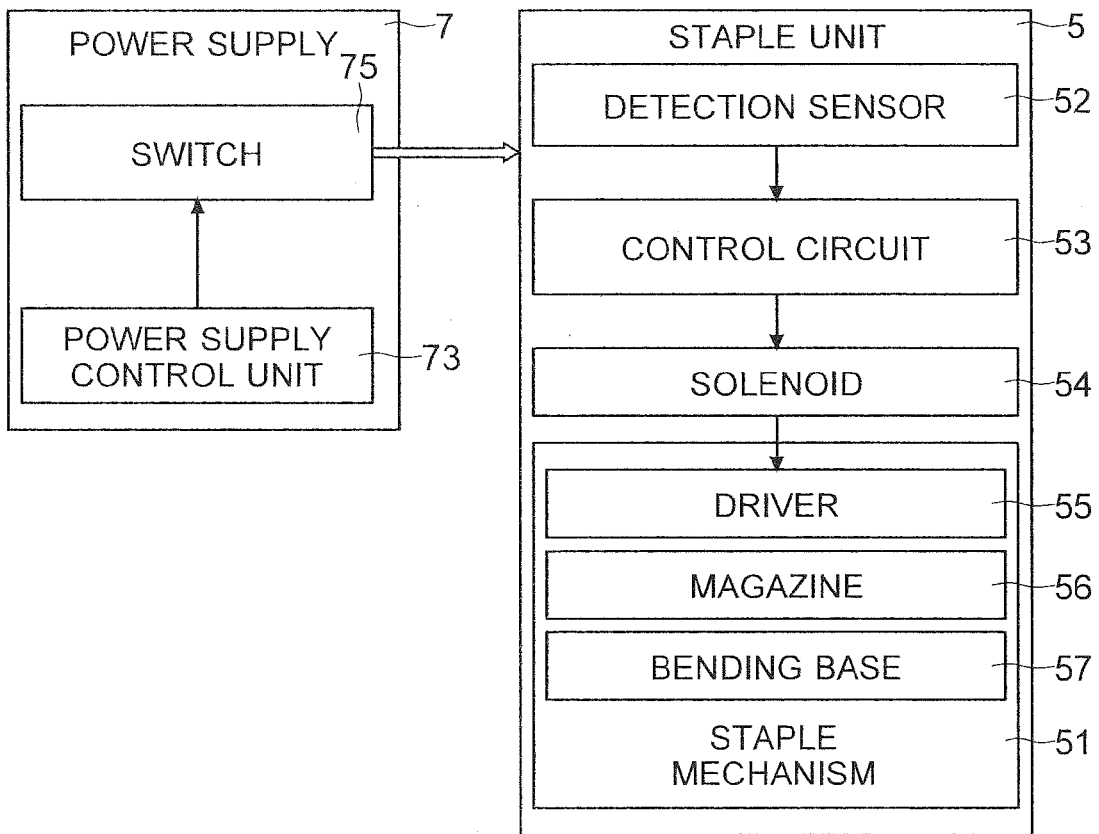 POWER SUPPLY
7
75
SWITCH
POWER SUPPLY
CONTROL UNIT
73
STAPLE UNIT
5
DETECTION SENSOR
52
CONTROL CIRCUIT
53
SOLENOID
54
DRIVER
55
MAGAZINE
56
BENDING BASE
57
STAPLE
MECHANISM
51